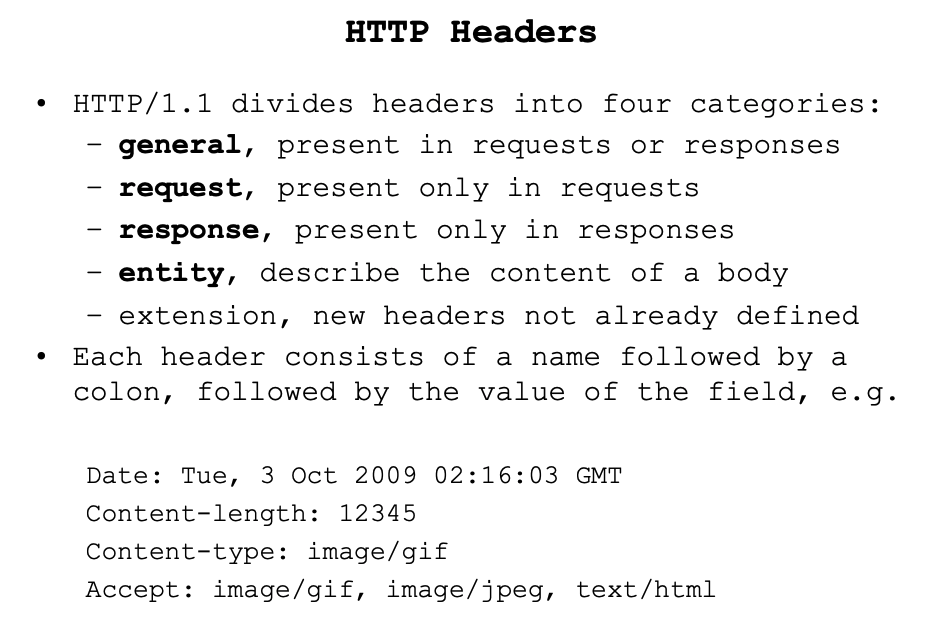 HTTP Headers
• HTTP/1.1 divides headers into four categories:
– general, present in requests or responses
– request, present only in requests
– response, present only in responses
– entity, describe the content of a body
– extension, new headers not already defined
• Each header consists of a name followed by a
colon, followed by the value of the field, e.g.
Date: Tue, 3 Oct 2009 02:16:03 GMT
Content-length: 12345
Content-type: image/gif
Accept: image/gif, image/jpeg, text/html